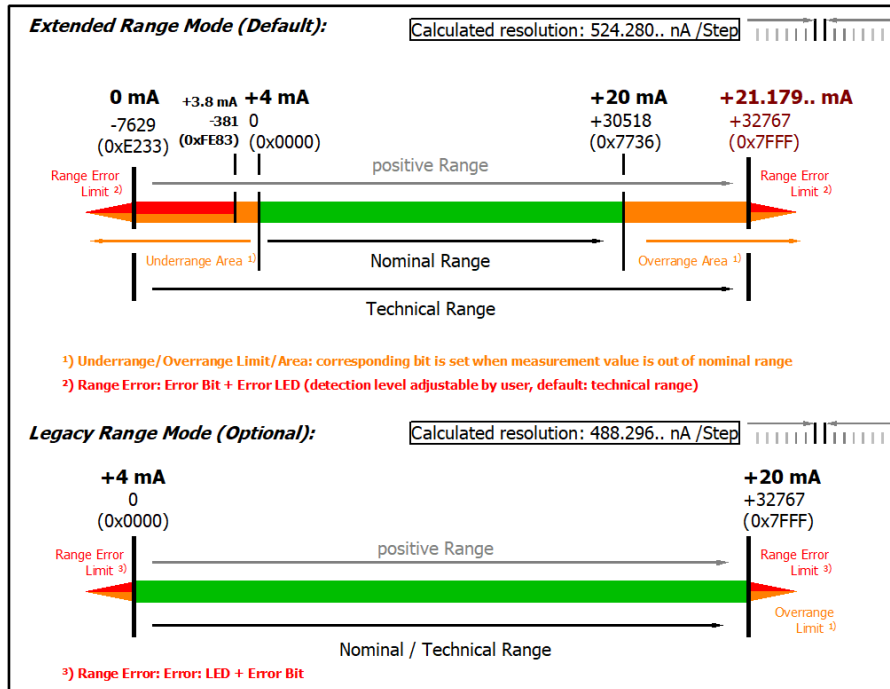 Extended Range Mode (Default):
Calculated resolution: 524.280.. nA /Step
0 mA
-7629
(0xE233)
+3.8 mA
-381
(0xFE83)
+4 mA
0
(0x0000)
+20 mA
+30518
(0x7736)
+21.179.. mA
+32767
(0x7FFF)
Range Error
Limit ²⁾
positive Range
Range Error
Limit ²⁾
Underrange Area ¹⁾
Nominal Range
Overrange Area ¹⁾
Technical Range
¹) Underrange/Overrange Limit/Area: corresponding bit is set when measurement value is out of nominal range
²) Range Error: Error Bit + Error LED (detection level adjustable by user, default: technical range)
Legacy Range Mode (Optional):
Calculated resolution: 488.296.. nA /Step
+4 mA
0
(0x0000)
+20 mA
+32767
(0x7FFF)
Range Error
Limit ³⁾
positive Range
Range Error
Limit ³⁾
Overrange
Limit ¹⁾
Nominal / Technical Range
³) Range Error: Error: LED + Error Bit